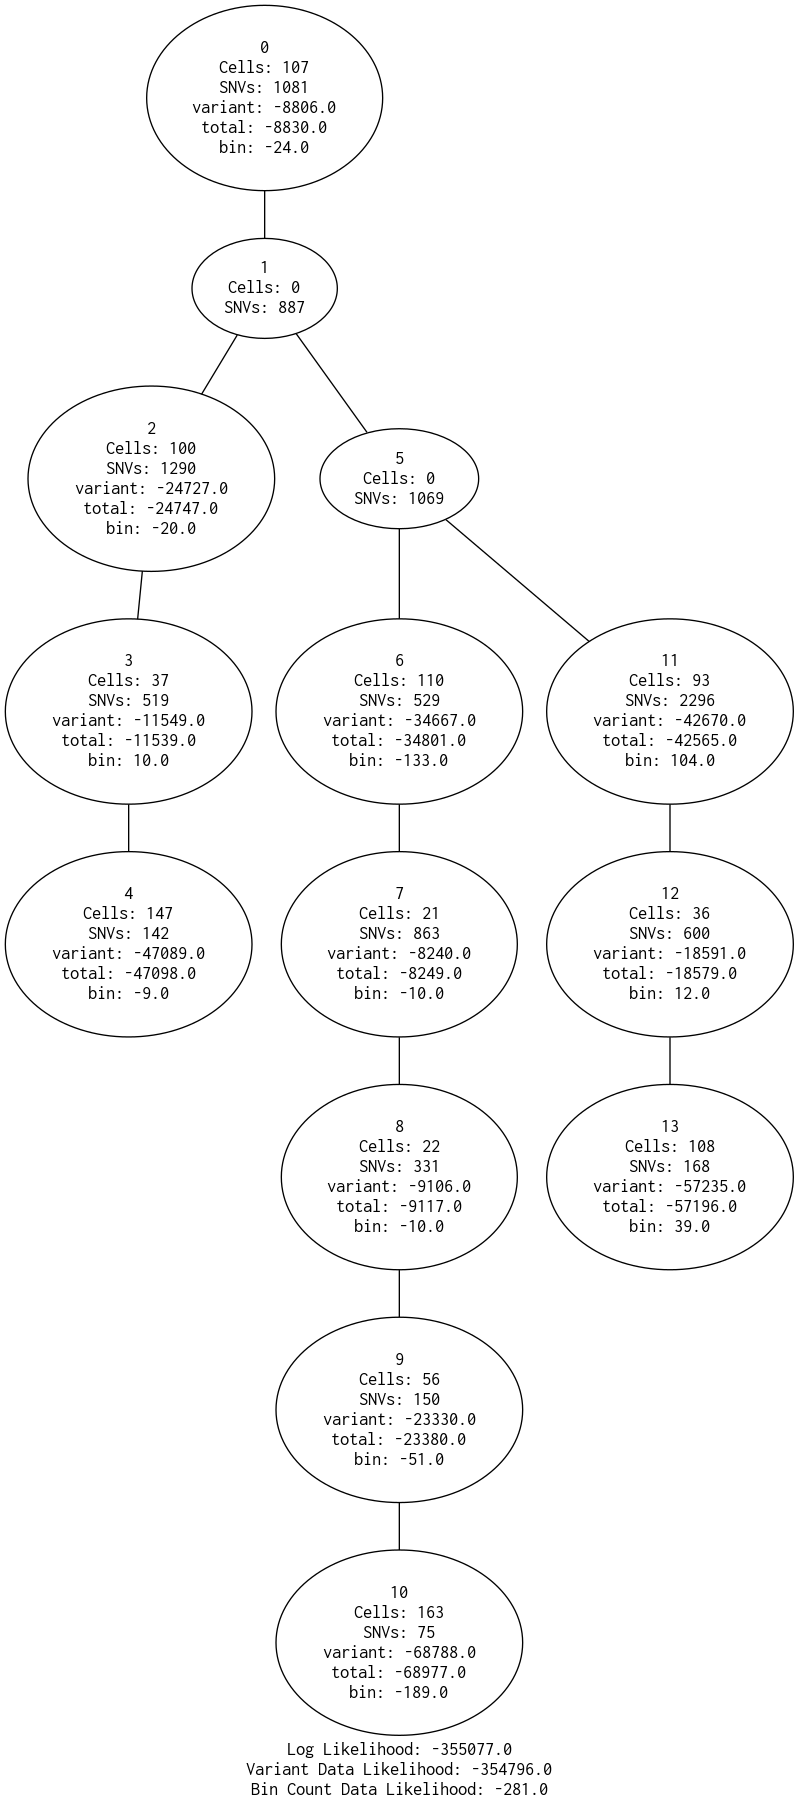 0
Cells: 107
SNVs: 1081
variant: -8806.0
total: -8830.0
bin: -24.0
1
Cells: 0
SNVs: 887
2
Cells: 100
SNVs: 1290
variant: -24727.0
total: -24747.0
bin: -20.0
5
Cells: 0
SNVs: 1069
3
Cells: 37
SNVs: 519
variant: -11549.0
total: -11539.0
bin: 10.0
6
Cells: 110
SNVs: 529
variant: -34667.0
total: -34801.0
bin: -133.0
11
Cells: 93
SNVs: 2296
variant: -42670.0
total: -42565.0
bin: 104.0
4
Cells: 147
SNVs: 142
variant: -47089.0
total: -47098.0
bin: -9.0
7
Cells: 21
SNVs: 863
variant: -8240.0
total: -8249.0
bin: -10.0
12
Cells: 36
SNVs: 600
variant: -18591.0
total: -18579.0
bin: 12.0
8
Cells: 22
SNVs: 331
variant: -9106.0
total: -9117.0
bin: -10.0
13
Cells: 108
SNVs: 168
variant: -57235.0
total: -57196.0
bin: 39.0
9
Cells: 56
SNVs: 150
variant: -23330.0
total: -23380.0
bin: -51.0
10
Cells: 163
SNVs: 75
variant: -68788.0
total: -68977.0
bin: -189.0
Log Likelihood: -355077.0
Variant Data Likelihood: -354796.0
Bin Count Data Likelihood: -281.0